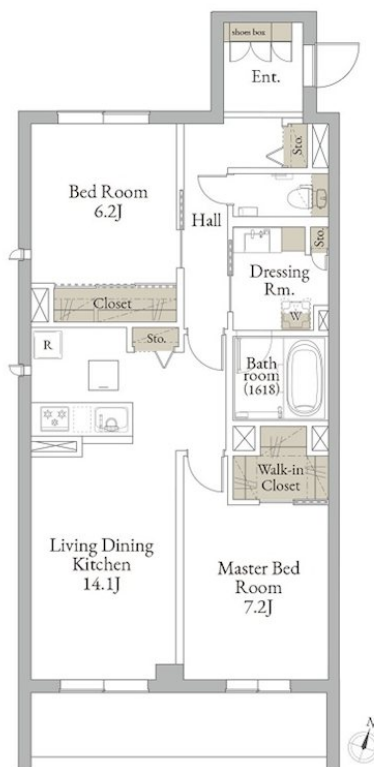 shoes box
Ent.
Sto.
Bed Room
6.2J
Hall
Sto.
Dressing
Rm.
Closet
W
R
Sto.
Bath
room
(1618)
Walk-in
Closet
Living Dining
Kitchen
14.1J
Master Bed
Room
7.2J
N